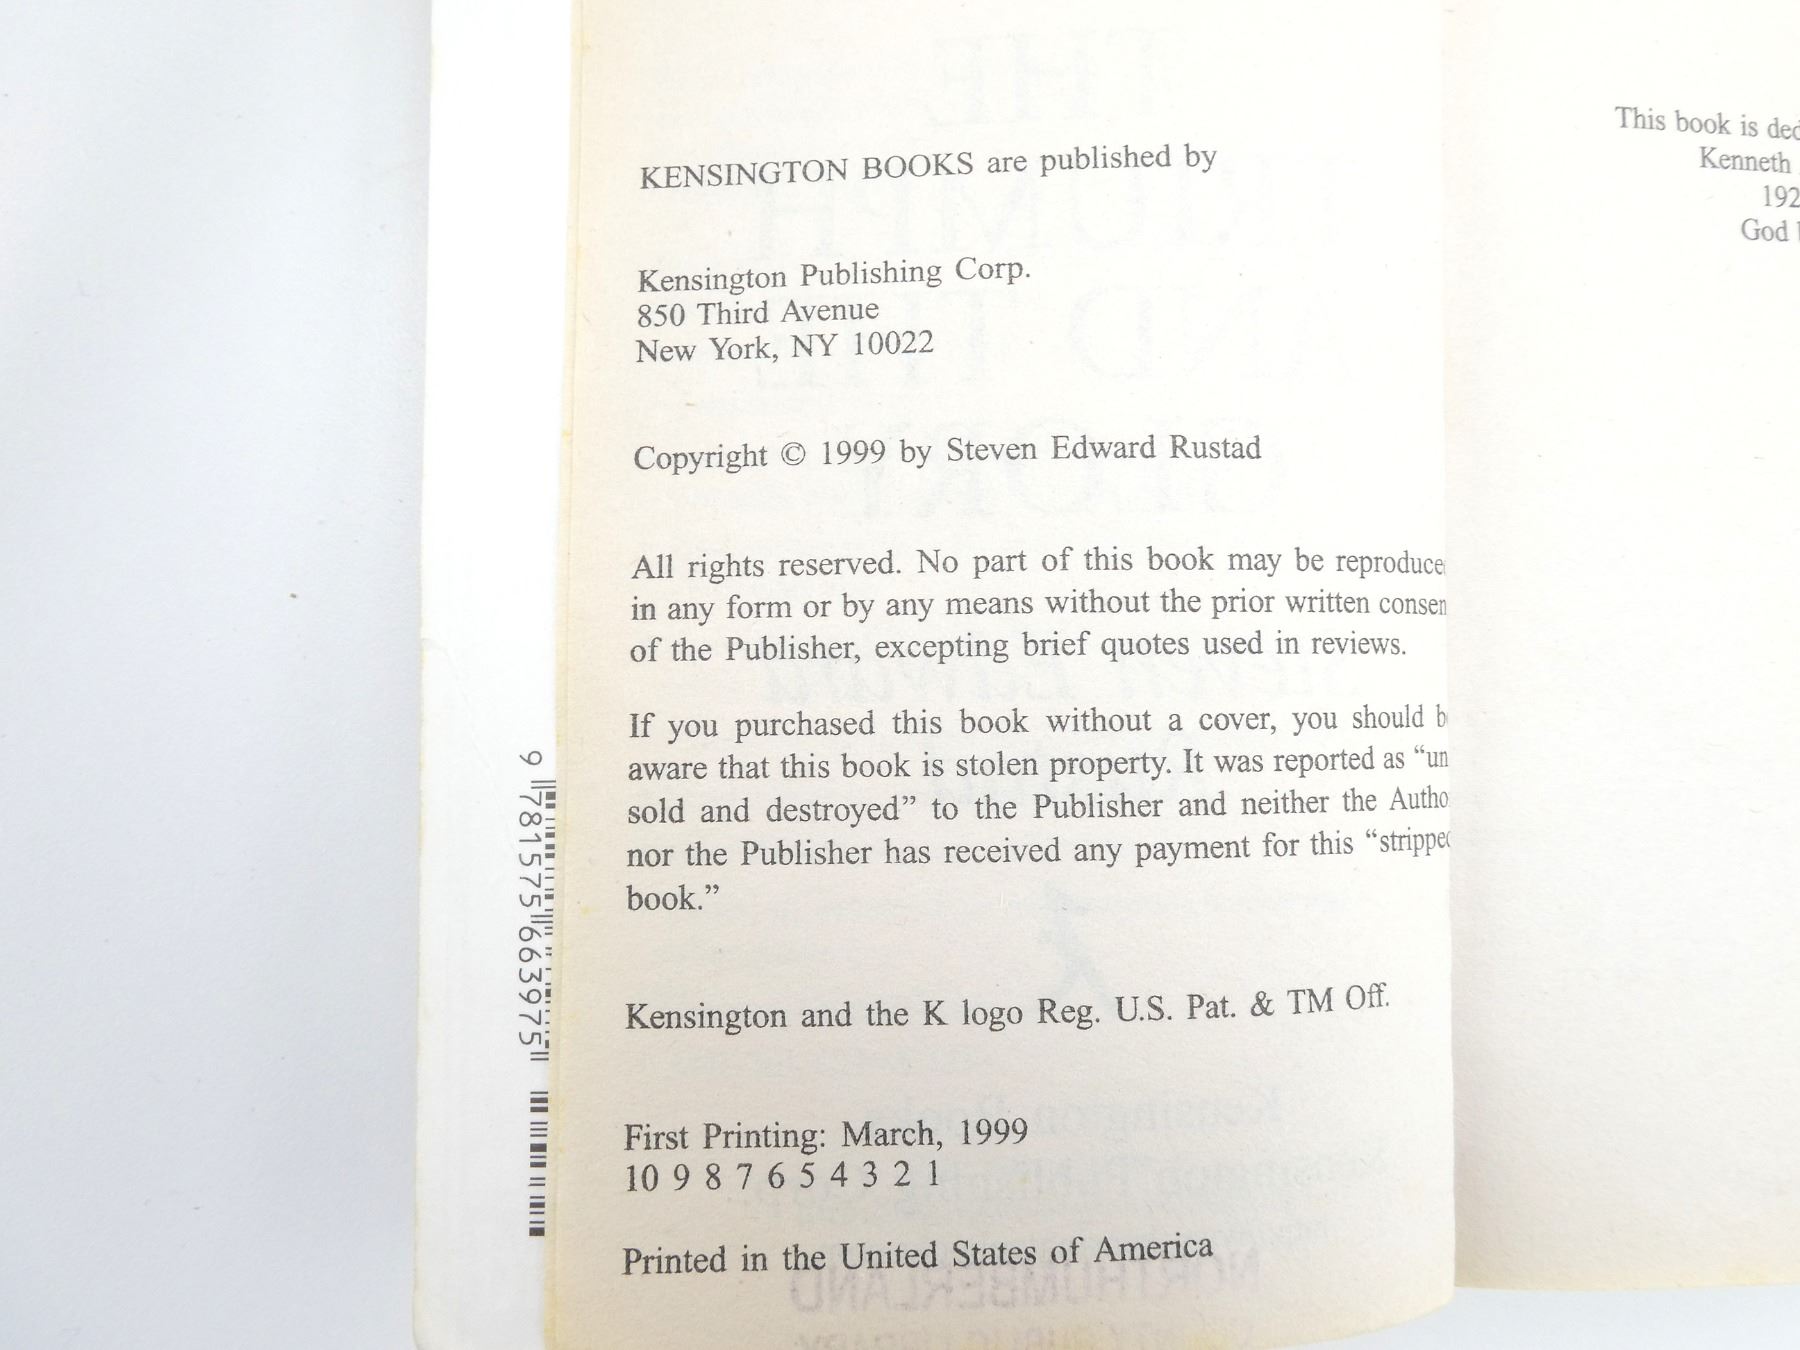 KENSINGTON BOOKS are published by
Kensington Publishing Corp.
850 Third Avenue
New York, NY 10022
Copyright © 1999 by Steven Edward Rustad
All rights reserved. No part of this book may be reproduce
in any form or by any means without the prior written consen
of the Publisher, excepting brief quotes used in reviews.
If you purchased this book without a cover, you should b
aware that this book is stolen property. It was reported as “un
sold and destroyed” to the Publisher and neither the Autho
nor the Publisher has received any payment for this “stripped
book.”
Kensington and the K logo Reg. U.S. Pat. & TM Off.
First Printing: March, 1999
10 9 8 7 6 5 4 3 2 1
Printed in the United States of America
9 781575 663975
This book is ded
Kenneth
192
God
NORTHUMBERLAND